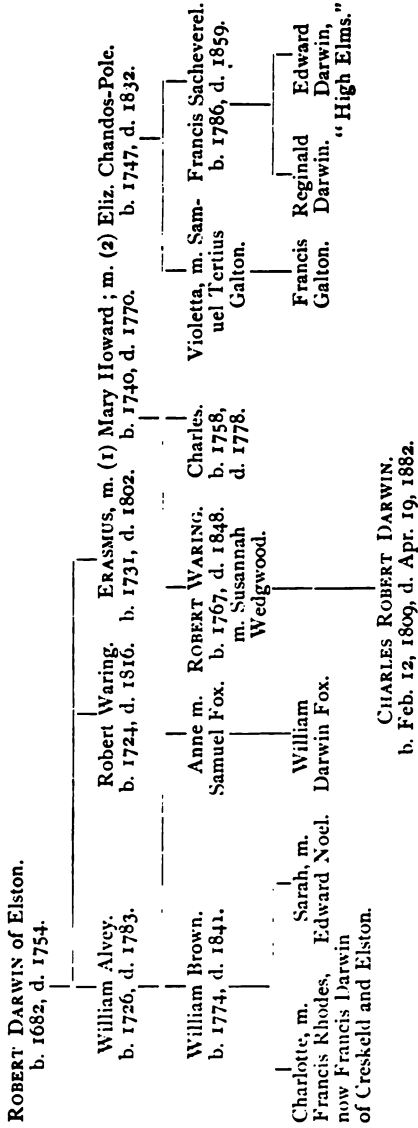 ROBERT DARWIN of Elston.
b. 1682, d. 1754.
William Alvey.
b. 1726, d. 1783.
Robert Waring.
b. 1724, d. 1816.
ERASMUS, m. (1) Mary Howard ; m. (2) Eliz. Chandos-Pole.
b. 1731, d. 1802. b. 1740, d. 1770. b. 1747, d. 1832.
William Brown.
b. 1774, d. 1841.
Anne m.
Samuel Fox.
ROBERT WARING.
b. 1767, d. 1848.
m. Susannah
Wedgwood.
Charles.
b. 1758,
d. 1778.
Violetta, m. Sam-
uel Tertius
Galton.
Francis Sacheverel.
b. 1786, d. 1859.
Charlotte, m.
Francis Rhodes,
now Francis Darwin
of Creskeld and Elston.
Sarah, m.
Edward Noel.
William
Darwin Fox.
Francis
Galton.
Reginald
Darwin.
Edward
Darwin,
"High Elms."
CHARLES ROBERT DARWIN.
b. Feb. 12, 1809, d. Apr. 19, 1882.